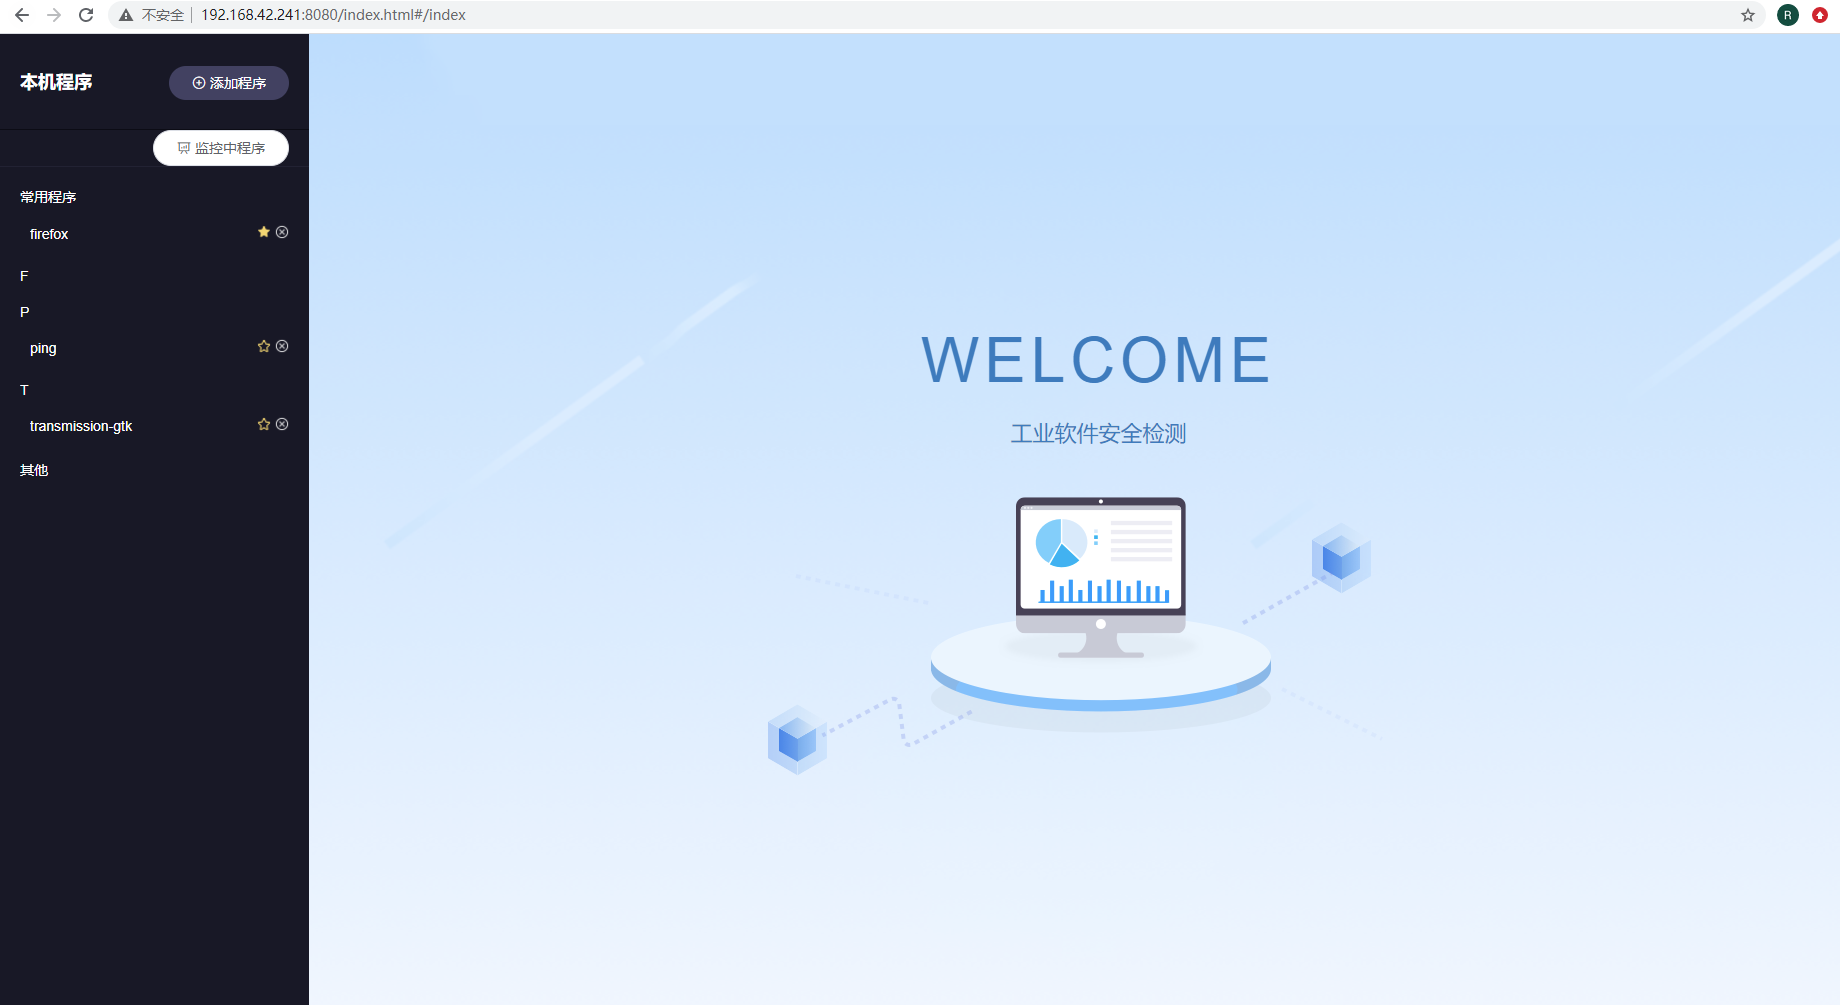 不安全 192.168.42.241:8080/index.html#/index R
本机程序 添加程序
监控中程序
常用程序
firefox
F
P
ping
T
transmission-gtk
其他
WELCOME
工业软件安全检测